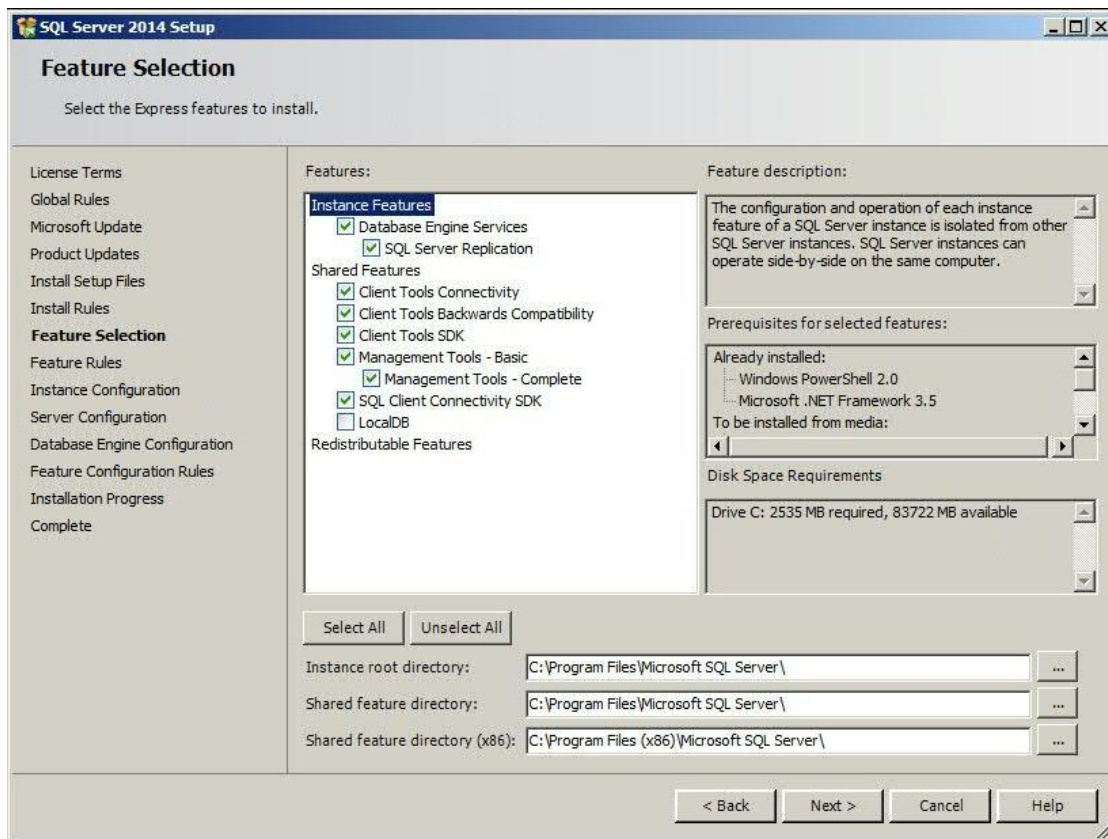 SQL Server 2014 Setup
Feature Selection
Select the Express features to install.
License Terms
Global Rules
Microsoft Update
Product Updates
Install Setup Files
Install Rules
Feature Selection
Feature Rules
Instance Configuration
Server Configuration
Database Engine Configuration
Feature Configuration Rules
Installation Progress
Complete
Features:
Instance Features
Database Engine Services
SQL Server Replication
Shared Features
Client Tools Connectivity
Client Tools Backwards Compatibility
Client Tools SDK
Management Tools - Basic
Management Tools - Complete
SQL Client Connectivity SDK
LocalDB
Redistributable Features
Feature description:
The configuration and operation of each instance
feature of a SQL Server instance is isolated from other
SQL Server instances. SQL Server instances can
operate side-by-side on the same computer.
Prerequisites for selected features:
Already installed:
Windows PowerShell 2.0
Microsoft .NET Framework 3.5
To be installed from media:
Disk Space Requirements
Drive C: 2535 MB required, 83722 MB available
Select All
Unselect All
Instance root directory:
C:\Program Files\Microsoft SQL Server\
...
Shared feature directory:
C:\Program Files\Microsoft SQL Server\
...
Shared feature directory (x86):
C:\Program Files (x86)\Microsoft SQL Server\
...
< Back
Next >
Cancel
Help